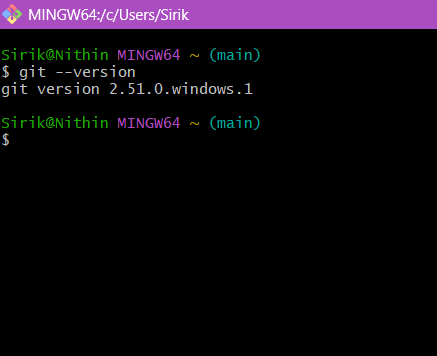 MINGW64:/c/Users/Sirik
Sirik@Nithin MINGW64 ~ (main)
$ git --version
git version 2.51.0.windows.1
Sirik@Nithin MINGW64 ~ (main)
$